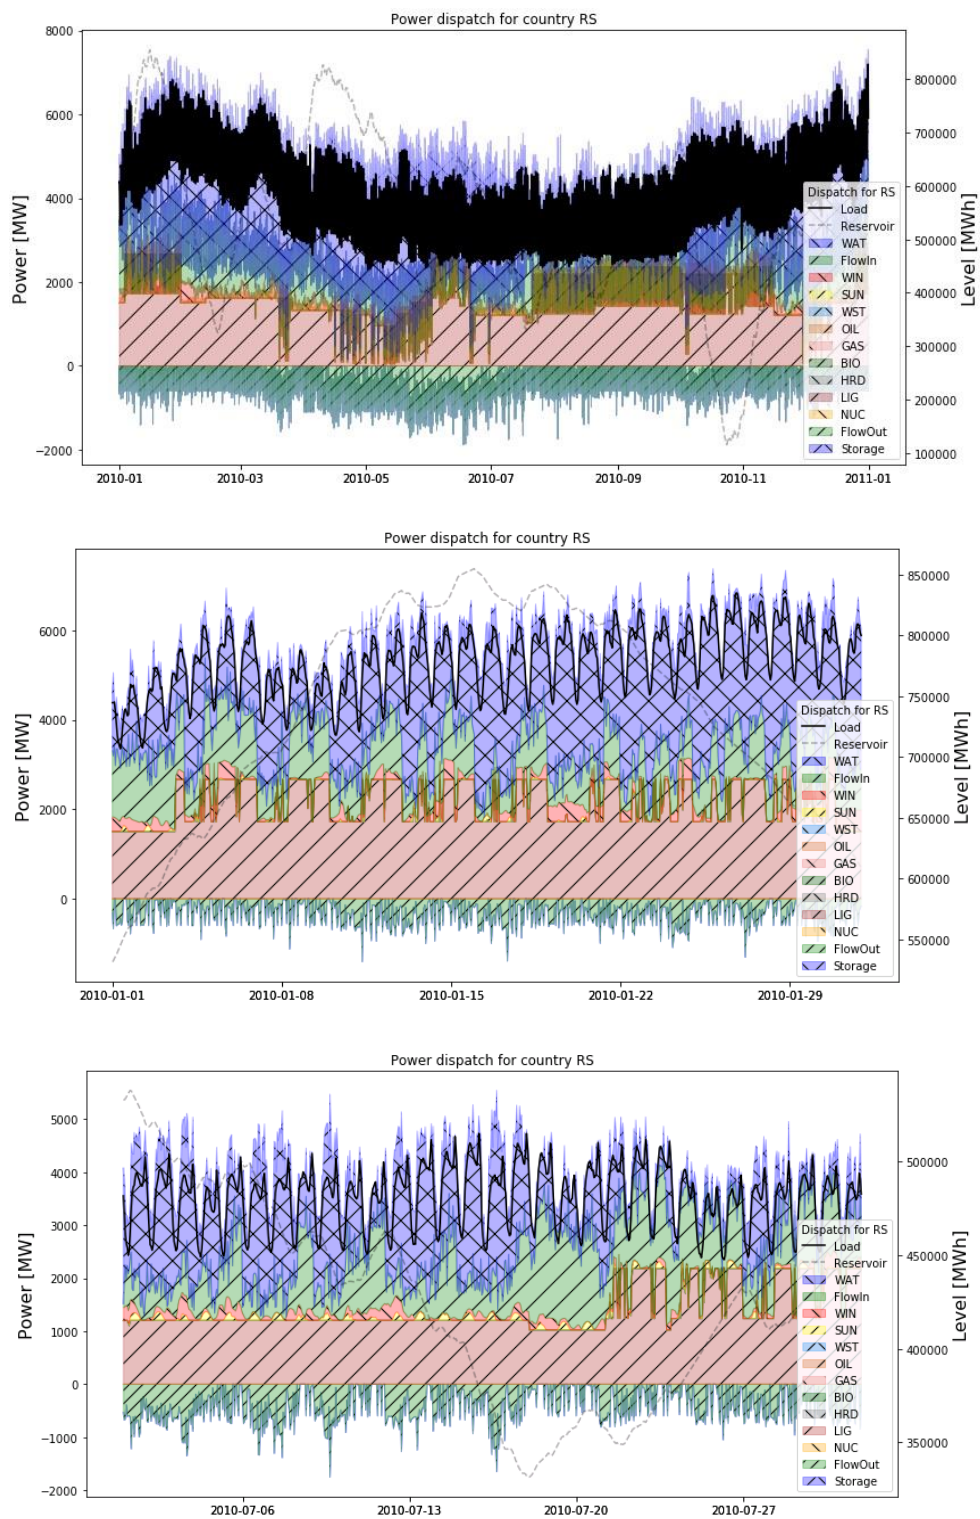 Power dispatch for country RS
8000
6000
4000
2000
0
−2000
Power [MW]
800000
700000
600000
500000
400000
300000
200000
100000
Level [MWh]
Dispatch for RS
Load
Reservoir
WAT
FlowIn
WIN
SUN
WST
OIL
GAS
BIO
HRD
LIG
NUC
FlowOut
Storage
2010-01 2010-03 2010-05 2010-07 2010-09 2010-11 2011-01
Power dispatch for country RS
6000
4000
2000
0
Power [MW]
850000
800000
750000
700000
650000
600000
550000
Level [MWh]
Dispatch for RS
Load
Reservoir
WAT
FlowIn
WIN
SUN
WST
OIL
GAS
BIO
HRD
LIG
NUC
FlowOut
Storage
2010-01-01 2010-01-08 2010-01-15 2010-01-22 2010-01-29
Power dispatch for country RS
5000
4000
3000
2000
1000
0
−1000
−2000
Power [MW]
500000
450000
400000
350000
Level [MWh]
Dispatch for RS
Load
Reservoir
WAT
FlowIn
WIN
SUN
WST
OIL
GAS
BIO
HRD
LIG
NUC
FlowOut
Storage
2010-07-06 2010-07-13 2010-07-20 2010-07-27